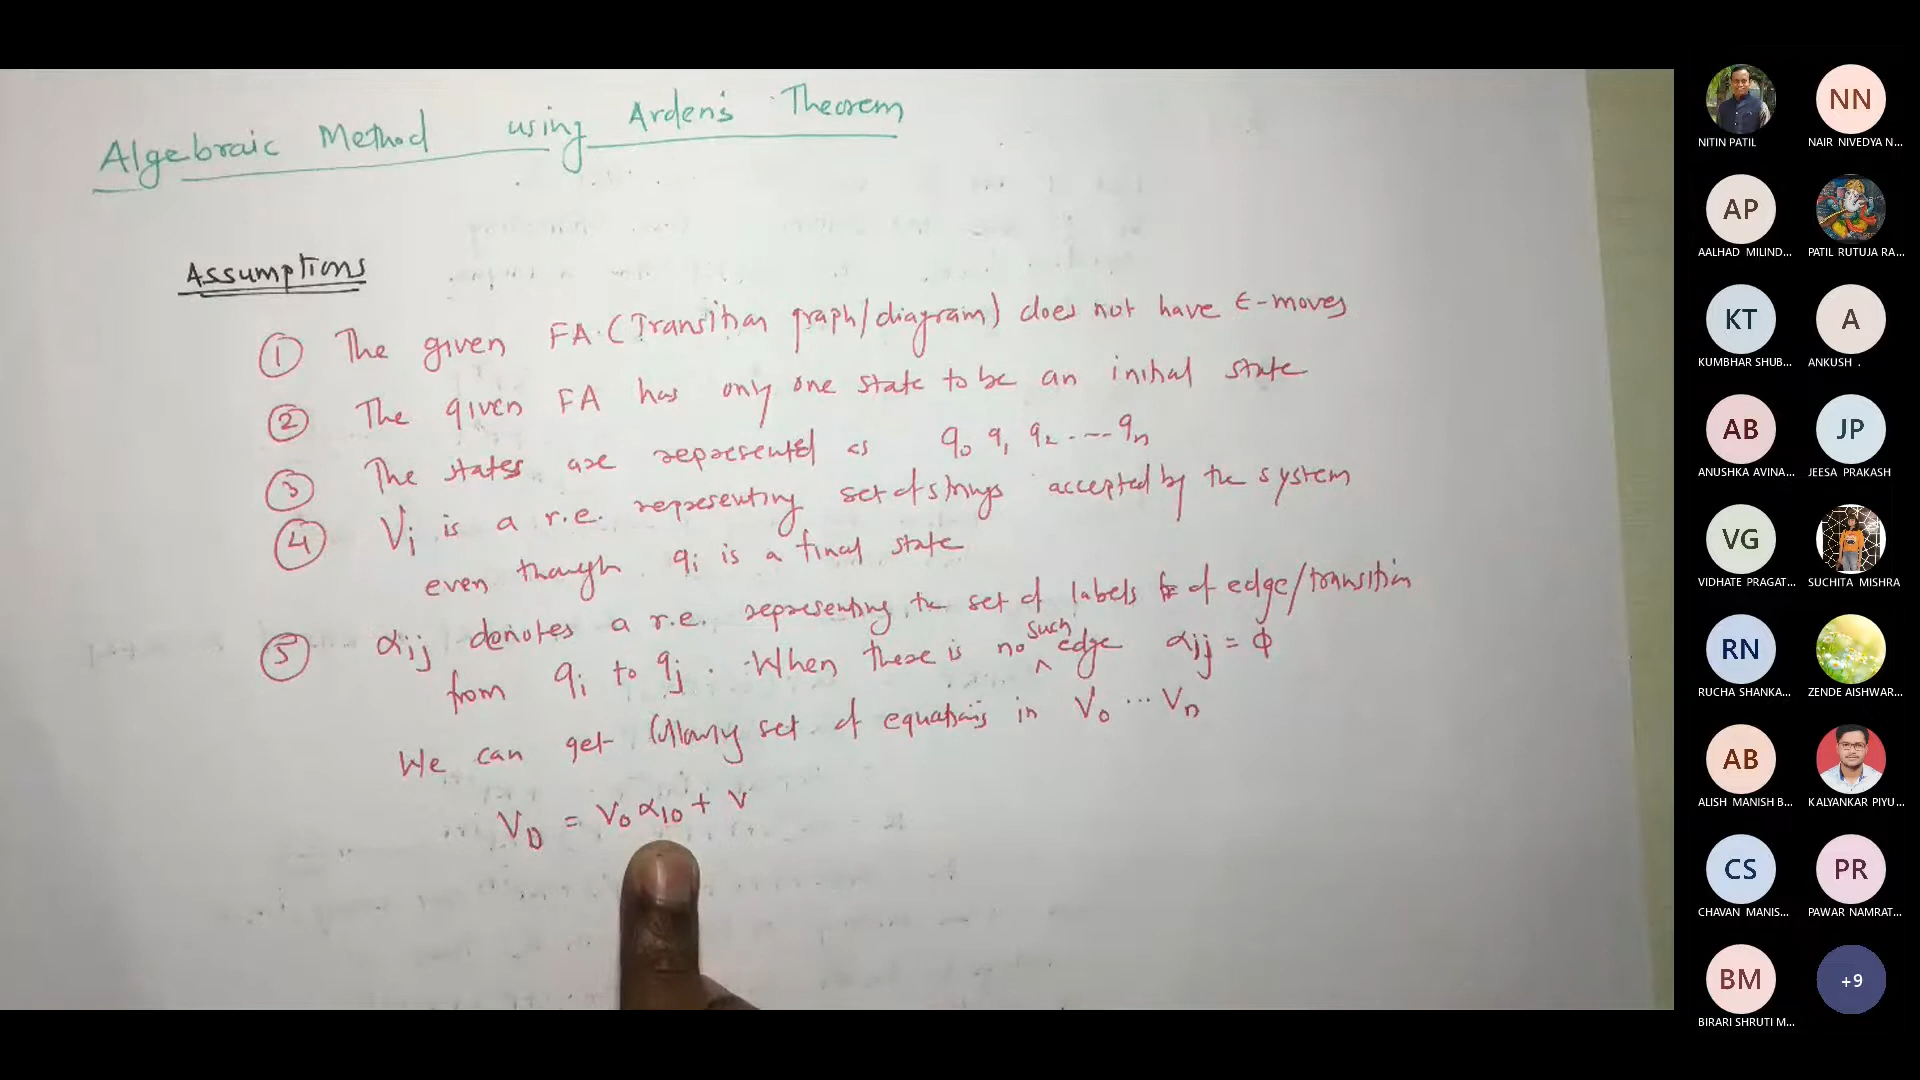 Algebraic Method using Arden's Theorem
Assumptions
① The given FA. (Transition graph/diagram) does not have ε-moves
② The given FA has only one state to be an initial state
③ The states are represented as q₀ q₁ q₂ .... qₙ
④ Vᵢ is a r.e. representing set of strings accepted by the system
even though qᵢ is a final state
⑤ αᵢⱼ denotes a r.e. representing the set of labels of edge/transition
from qᵢ to qⱼ. When there is no such edge αᵢⱼ = ϕ
We can get set of equations in V₀ ... Vₙ
V₀ = V₀ α₁₀ + V
NITIN PATIL
NN
NAIR NIVEDYA N...
AP
AALHAD MILIND...
PATIL RUTUJA RA...
KT
KUMBHAR SHUB...
A
ANKUSH .
AB
ANUSHKA AVINA...
JP
JEESA PRAKASH
VG
VIDHATE PRAGAT...
SUCHITA MISHRA
RN
RUCHA SHANKA...
ZENDE AISHWAR...
AB
ALISH MANISH B...
KALYANKAR PIYU...
CS
CHAVAN MANIS...
PR
PAWAR NAMRAT...
BM
BIRARI SHRUTI M...
+9